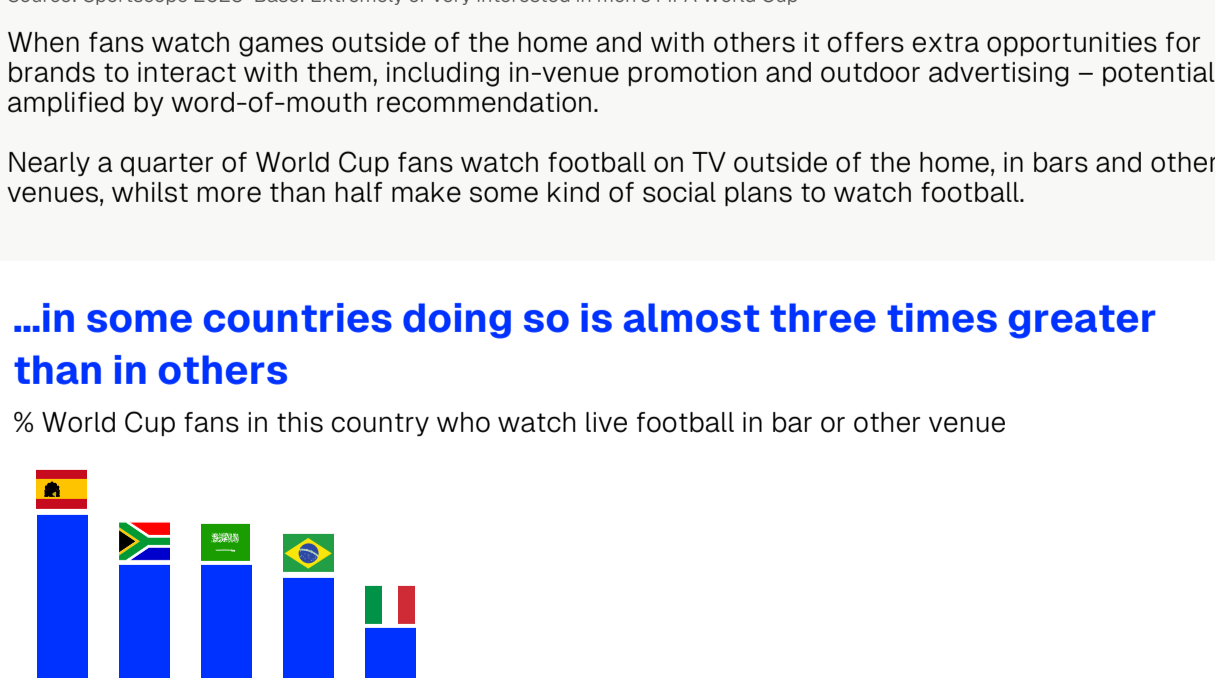 When fans watch games outside of the home and with others it offers extra opportunities for
brands to interact with them, including in-venue promotion and outdoor advertising – potential
amplified by word-of-mouth recommendation.
Nearly a quarter of World Cup fans watch football on TV outside of the home, in bars and other
venues, whilst more than half make some kind of social plans to watch football.
...in some countries doing so is almost three times greater
than in others
% World Cup fans in this country who watch live football in bar or other venue